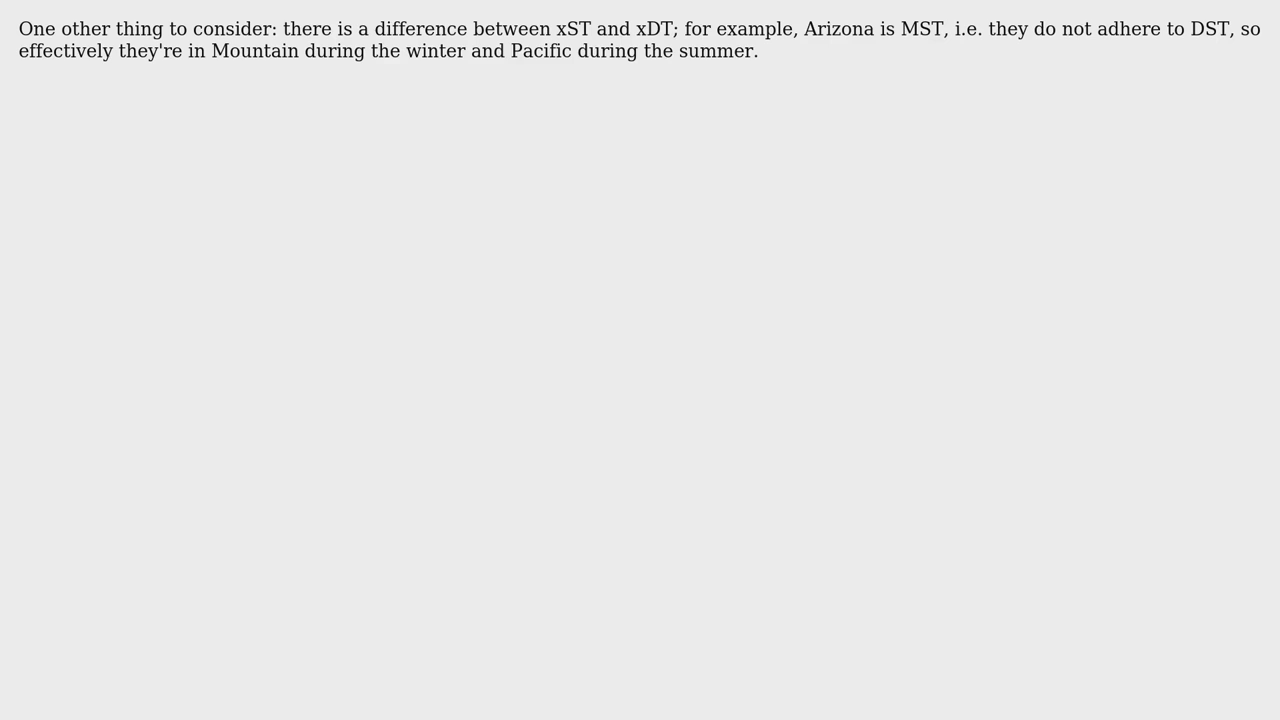 One other thing to consider: there is a difference between xST and xDT; for example, Arizona is MST, i.e. they do not adhere to DST, so
effectively they're in Mountain during the winter and Pacific during the summer.